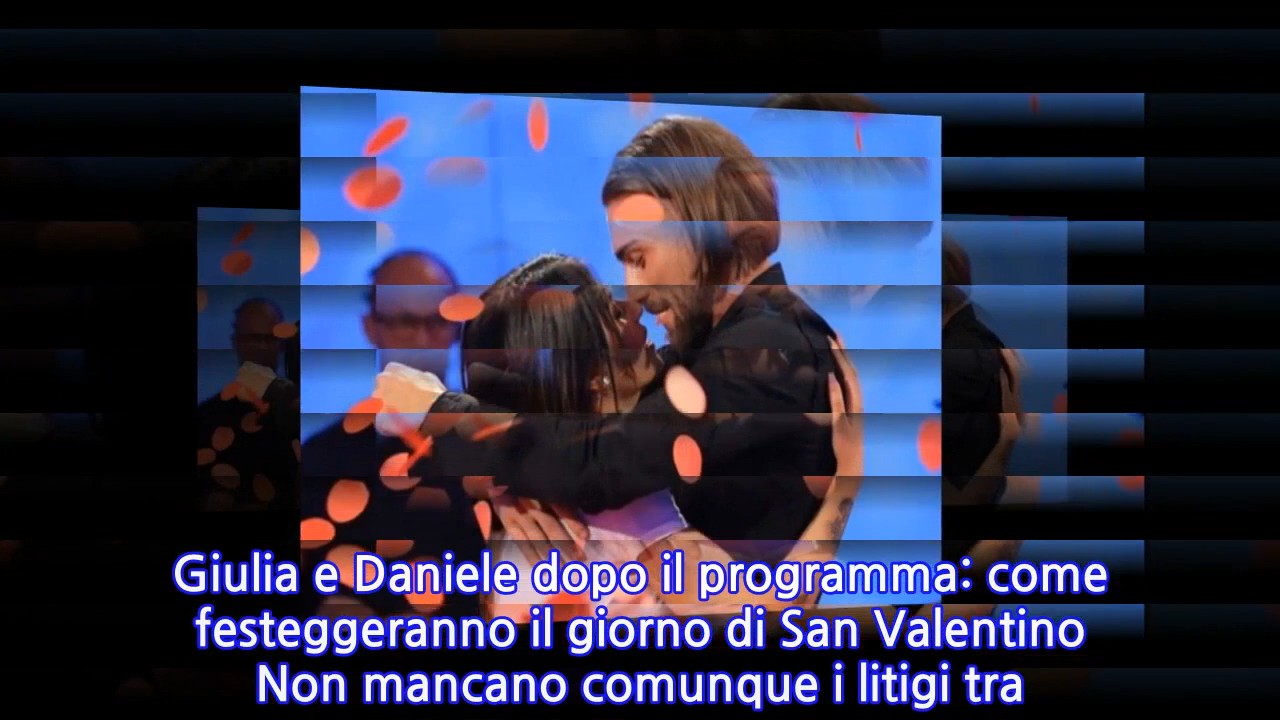 Giulia e Daniele dopo il programma: come
festeggeranno il giorno di San Valentino
Non mancano comunque i litigi tra